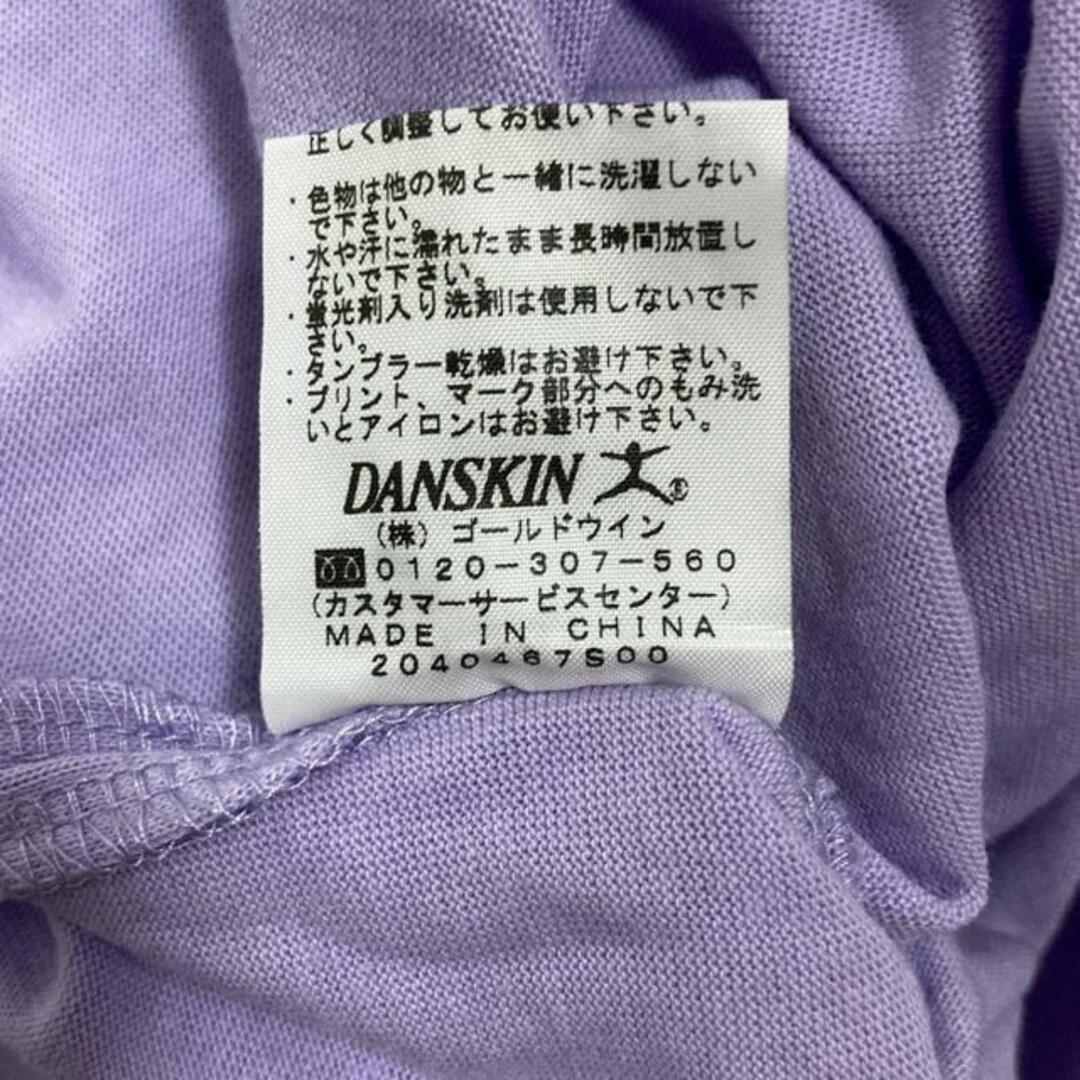 正しく調整してお使い下さい。
・色物は他の物と一緒に洗濯しない
で下さい。
・水や汗に濡れたまま長時間放置し
ないで下さい。
・蛍光剤入り洗剤は使用しないで下
さい。
・タンブラー乾燥はお避け下さい。
・プリント、マーク部分へのもみ洗
いとアイロンはお避け下さい。
DANSKIN ®
(株) ゴールドウイン
0120-307-560
(カスタマーサービスセンター)
MADE IN CHINA
2040467S00